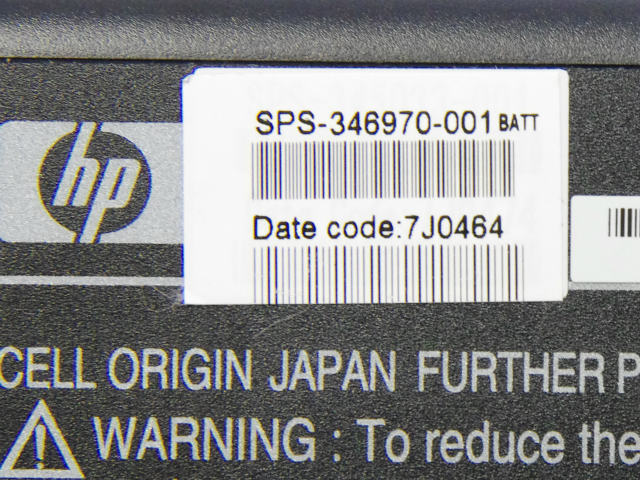 SPS-346970-001 BATT
hp
Date code:7J0464
CELL ORIGIN JAPAN FURTHER P
WARNING : To reduce the